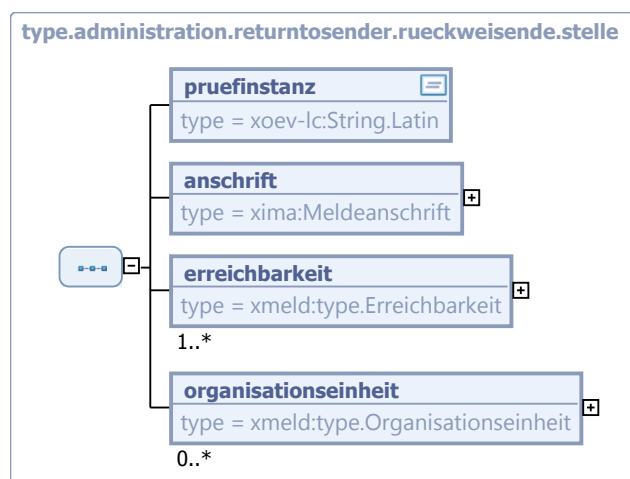 type.administration.returntosender.rueckweisende.stelle
pruefinstanz
type = xoev-lc:String.Latin
anschrift
type = xima:Meldeanschrift
erreichbarkeit
type = xmeld:type.Erreichbarkeit
1..*
organisationseinheit
type = xmeld:type.Organisationseinheit
0..*